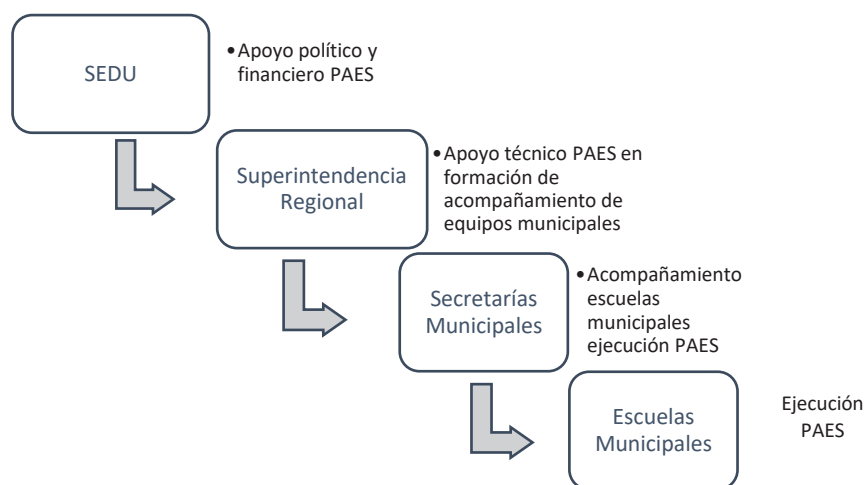 SEDU
•Apoyo político y
financiero PAES
Superintendencia
Regional
•Apoyo técnico PAES en
formación de
acompañamiento de
equipos municipales
Secretarías
Municipales
•Acompañamiento
escuelas
municipales
ejecución PAES
Escuelas
Municipales
Ejecución
PAES